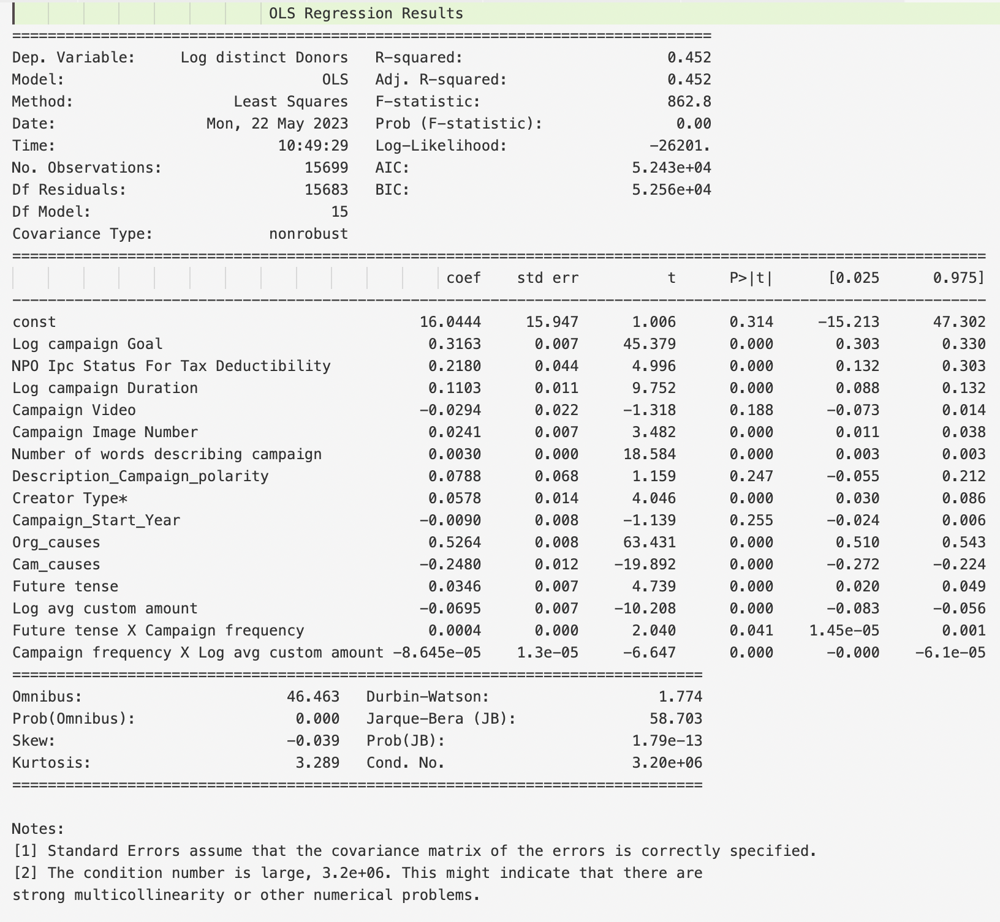 OLS Regression Results
==============================================================================
Dep. Variable:     Log distinct Donors   R-squared:                       0.452
Model:                             OLS   Adj. R-squared:                  0.452
Method:                  Least Squares   F-statistic:                     862.8
Date:                 Mon, 22 May 2023   Prob (F-statistic):               0.00
Time:                         10:49:29   Log-Likelihood:                -26201.
No. Observations:                15699   AIC:                         5.243e+04
Df Residuals:                    15683   BIC:                         5.256e+04
Df Model:                           15
Covariance Type:             nonrobust
==============================================================================================================
coef    std err          t      P>|t|      [0.025      0.975]
--------------------------------------------------------------------------------------------------------------
const                                         16.0444     15.947      1.006      0.314     -15.213      47.302
Log campaign Goal                              0.3163      0.007     45.379      0.000       0.303       0.330
NPO Ipc Status For Tax Deductibility           0.2180      0.044      4.996      0.000       0.132       0.303
Log campaign Duration                          0.1103      0.011      9.752      0.000       0.088       0.132
Campaign Video                                -0.0294      0.022     -1.318      0.188      -0.073       0.014
Campaign Image Number                          0.0241      0.007      3.482      0.000       0.011       0.038
Number of words describing campaign            0.0030      0.000     18.584      0.000       0.003       0.003
Description_Campaign_polarity                  0.0788      0.068      1.159      0.247      -0.055       0.212
Creator Type*                                  0.0578      0.014      4.046      0.000       0.030       0.086
Campaign_Start_Year                           -0.0090      0.008     -1.139      0.255      -0.024       0.006
Org_causes                                     0.5264      0.008     63.431      0.000       0.510       0.543
Cam_causes                                    -0.2480      0.012    -19.892      0.000      -0.272      -0.224
Future tense                                   0.0346      0.007      4.739      0.000       0.020       0.049
Log avg custom amount                         -0.0695      0.007    -10.208      0.000      -0.083      -0.056
Future tense X Campaign frequency              0.0004      0.000      2.040      0.041    1.45e-05       0.001
Campaign frequency X Log avg custom amount -8.645e-05    1.3e-05     -6.647      0.000      -0.000    -6.1e-05
==============================================================================
Omnibus:                       46.463   Durbin-Watson:                   1.774
Prob(Omnibus):                  0.000   Jarque-Bera (JB):               58.703
Skew:                          -0.039   Prob(JB):                     1.79e-13
Kurtosis:                       3.289   Cond. No.                     3.20e+06
==============================================================================
Notes:
[1] Standard Errors assume that the covariance matrix of the errors is correctly specified.
[2] The condition number is large, 3.2e+06. This might indicate that there are
strong multicollinearity or other numerical problems.